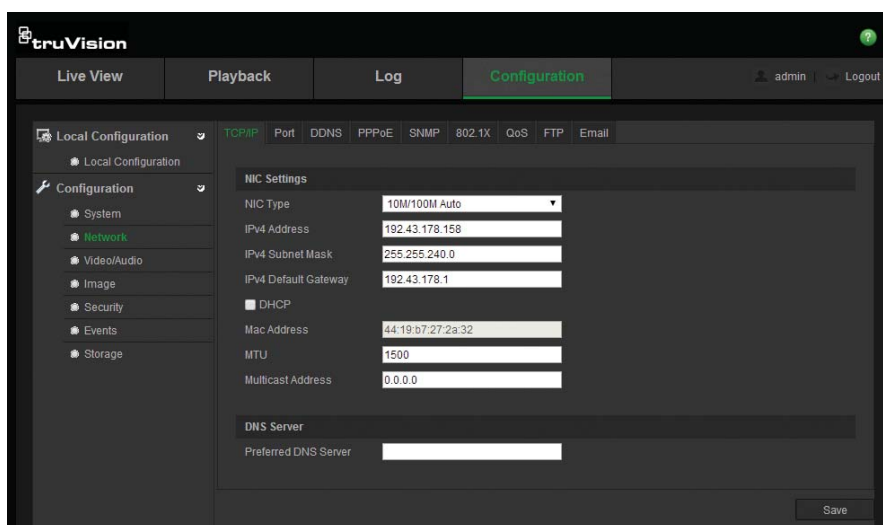 truVision
?
Live View
Playback
Log
Configuration
admin | Logout
Local Configuration
Local Configuration
Configuration
System
Network
Video/Audio
Image
Security
Events
Storage
TCP/IP Port DDNS PPPoE SNMP 802.1X QoS FTP Email
NIC Settings
NIC Type 10M/100M Auto
IPv4 Address 192.43.178.158
IPv4 Subnet Mask 255.255.240.0
IPv4 Default Gateway 192.43.178.1
DHCP
Mac Address 44:19:b7:27:2a:32
MTU 1500
Multicast Address 0.0.0.0
DNS Server
Preferred DNS Server
Save